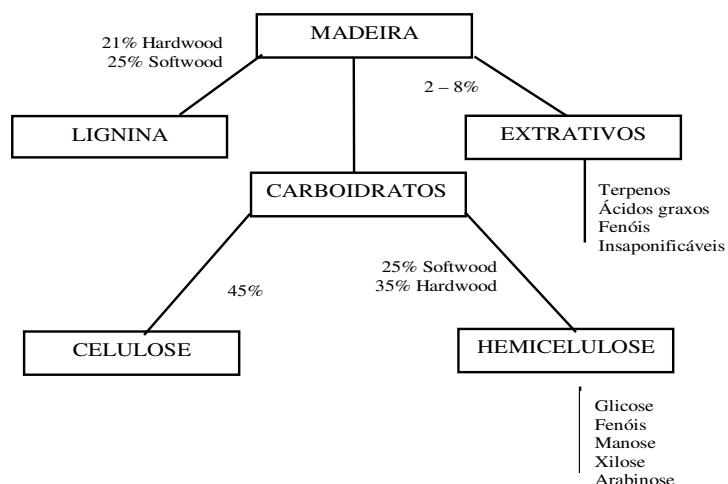 MADEIRA
21% Hardwood
25% Softwood
2 – 8%
LIGNINA
EXTRATIVOS
CARBOIDRATOS
Terpenos
Ácidos graxos
Fenóis
Insaponificáveis
25% Softwood
35% Hardwood
45%
CELULOSE
HEMICELULOSE
Glicose
Fenóis
Manose
Xilose
Arabinose